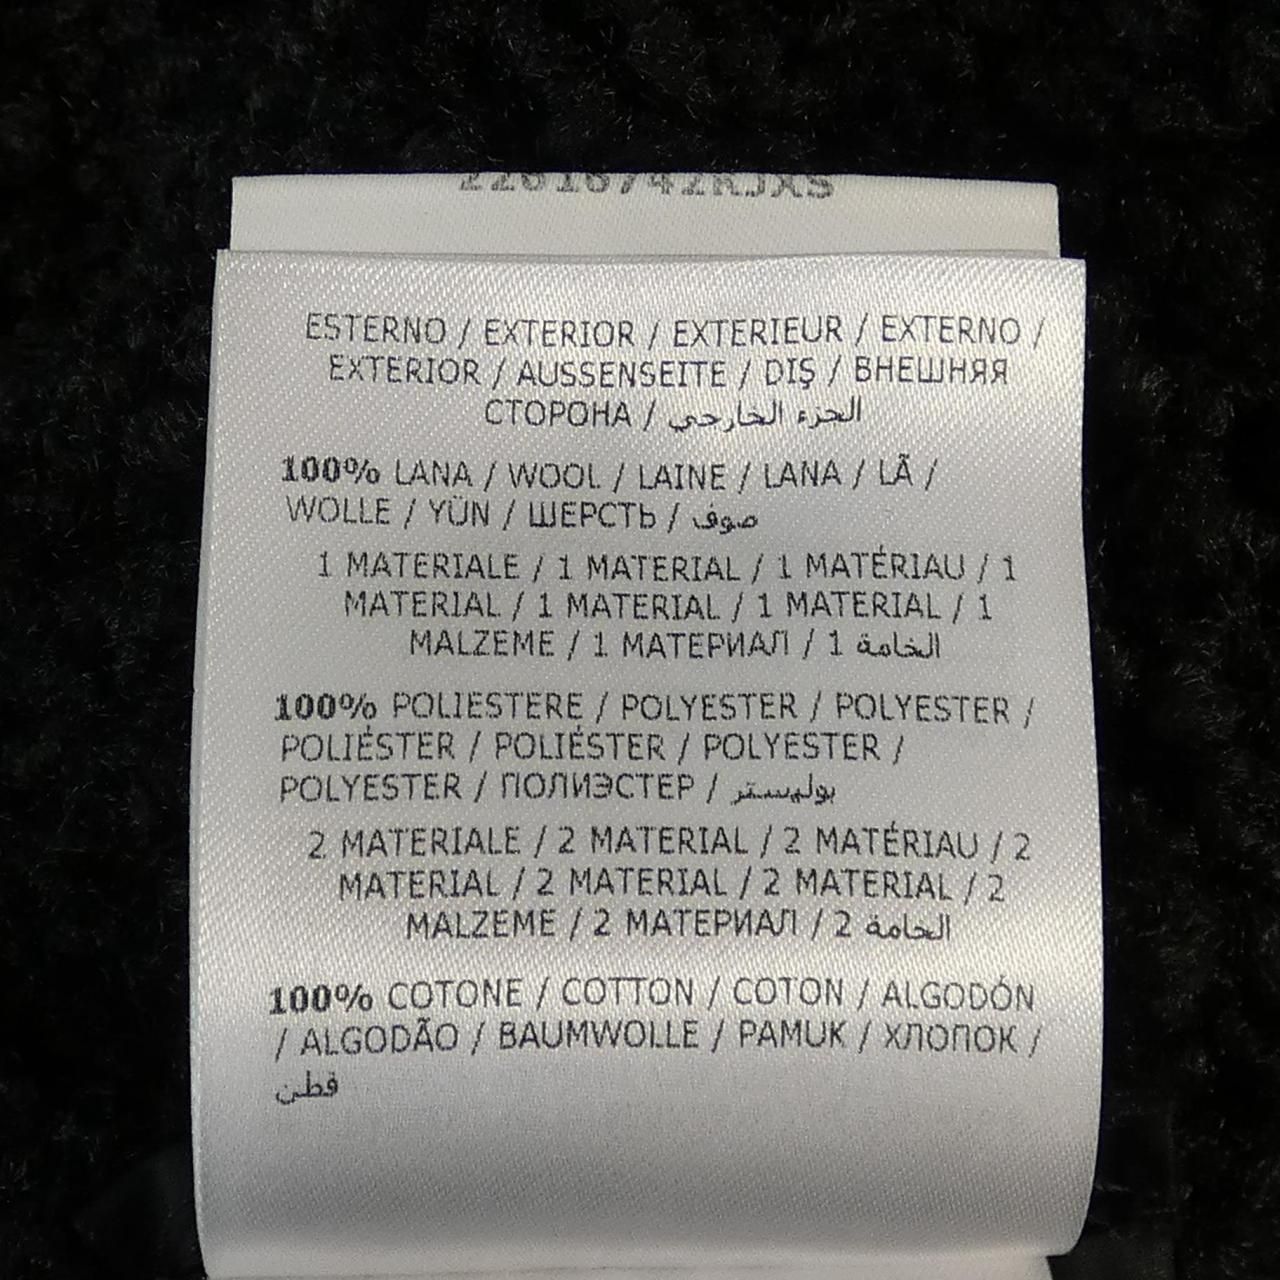 ESTERNO / EXTERIOR / EXTERIEUR / EXTERNO /
EXTERIOR / AUSSENSEITE / DIŞ / ВНЕШНЯЯ
СТОРОНА / الجزء الخارجي
100% LANA / WOOL / LAINE / LANA / LÃ /
WOLLE / YÜN / ШЕРСТЬ / صوف
1 MATERIALE / 1 MATERIAL / 1 MATÉRIAU / 1
MATERIAL / 1 MATERIAL / 1 MATERIAL / 1
MALZEME / 1 МАТЕРИАЛ / 1 الخامة
100% POLIESTERE / POLYESTER / POLYESTER /
POLIÉSTER / POLIÉSTER / POLYESTER /
POLYESTER / ПОЛИЭСТЕР / بوليستر
2 MATERIALE / 2 MATERIAL / 2 MATÉRIAU / 2
MATERIAL / 2 MATERIAL / 2 MATERIAL / 2
MALZEME / 2 МАТЕРИАЛ / 2 الخامة
100% COTONE / COTTON / COTON / ALGODÓN
/ ALGODÃO / BAUMWOLLE / PAMUK / ХЛОПОК /
قطن